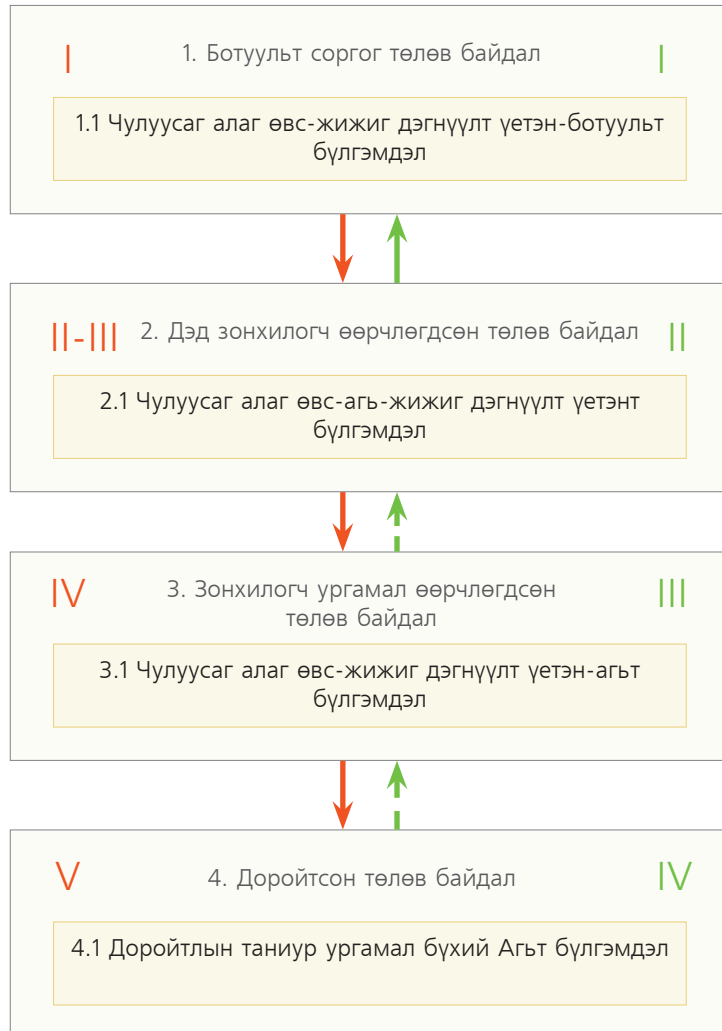 I 1. Ботуульт соргог төлөв байдал I
1.1 Чулуусаг алаг өвс-жижиг дэгнүүлт үетэн-ботуульт
бүлгэмдэл
II-III 2. Дэд зонхилогч өөрчлөгдсөн төлөв байдал II
2.1 Чулуусаг алаг өвс-агь-жижиг дэгнүүлт үетэнт
бүлгэмдэл
IV 3. Зонхилогч ургамал өөрчлөгдсөн III
төлөв байдал
3.1 Чулуусаг алаг өвс-жижиг дэгнүүлт үетэн-агьт
бүлгэмдэл
V 4. Доройтсон төлөв байдал IV
4.1 Доройтлын таниур ургамал бүхий Агьт бүлгэмдэл